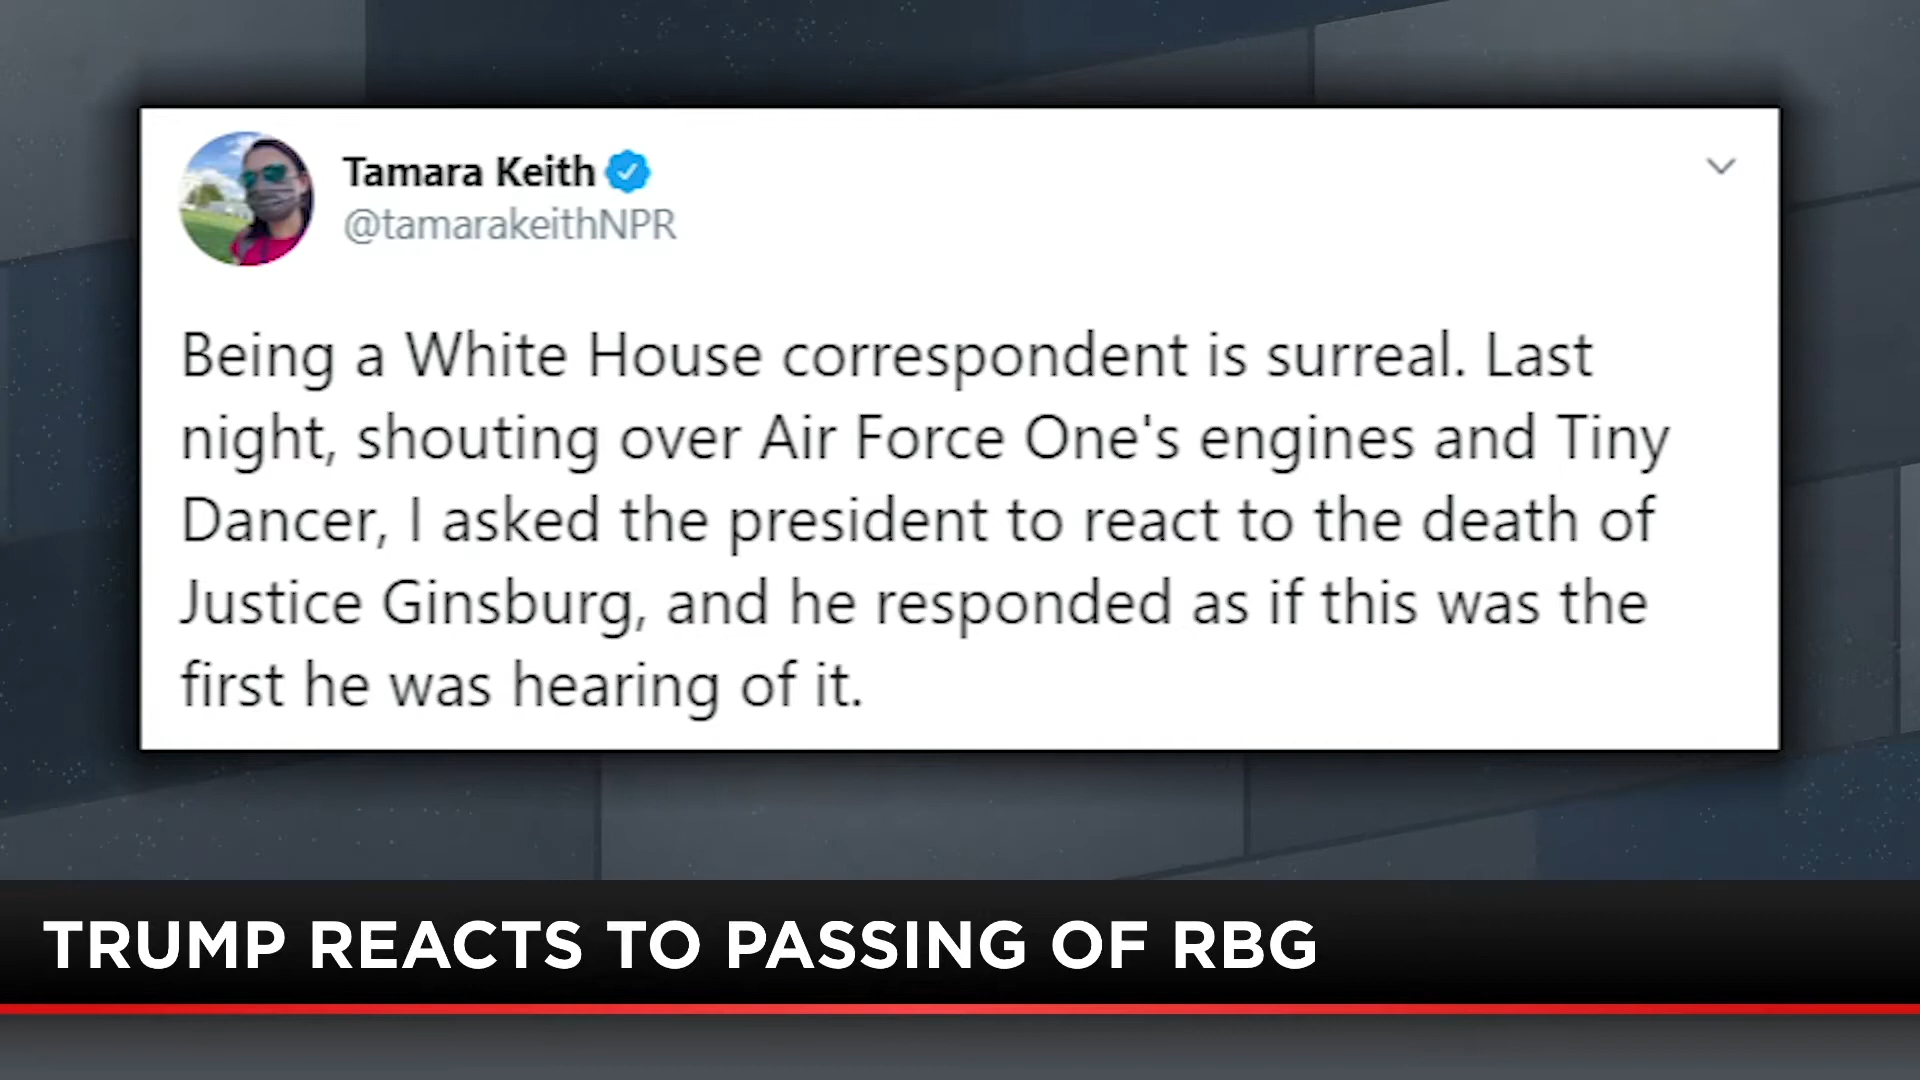 Tamara Keith
@tamarakeithNPR
Being a White House correspondent is surreal. Last
night, shouting over Air Force One's engines and Tiny
Dancer, I asked the president to react to the death of
Justice Ginsburg, and he responded as if this was the
first he was hearing of it.
TRUMP REACTS TO PASSING OF RBG